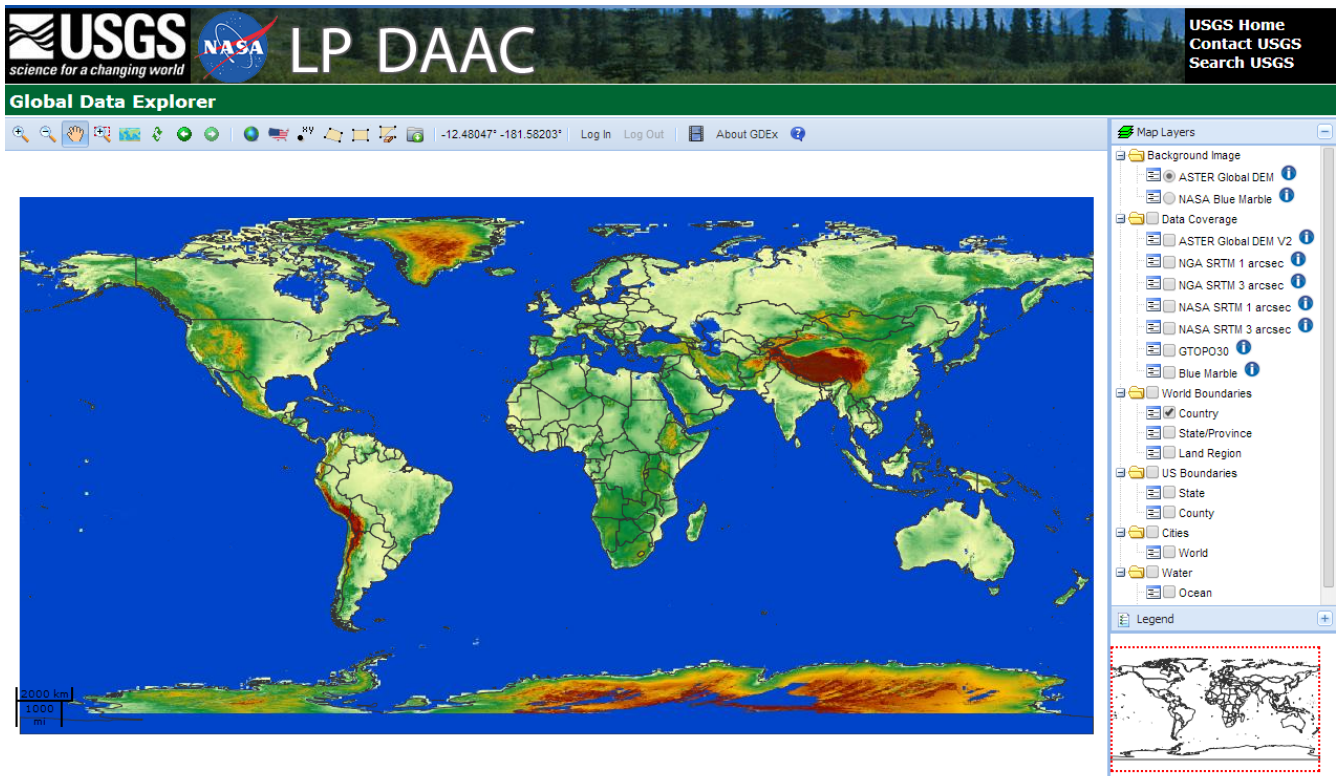 USGS
science for a changing world
NASA
LP DAAC
USGS Home
Contact USGS
Search USGS
Global Data Explorer
xy
-12.48047° -181.58203°
Log In
Log Out
About GDEx
Map Layers
Background Image
ASTER Global DEM
NASA Blue Marble
Data Coverage
ASTER Global DEM V2
NGA SRTM 1 arcsec
NGA SRTM 3 arcsec
NASA SRTM 1 arcsec
NASA SRTM 3 arcsec
GTOPO30
Blue Marble
World Boundaries
Country
State/Province
Land Region
US Boundaries
State
County
Cities
World
Water
Ocean
Legend
2000 km
1000
mi